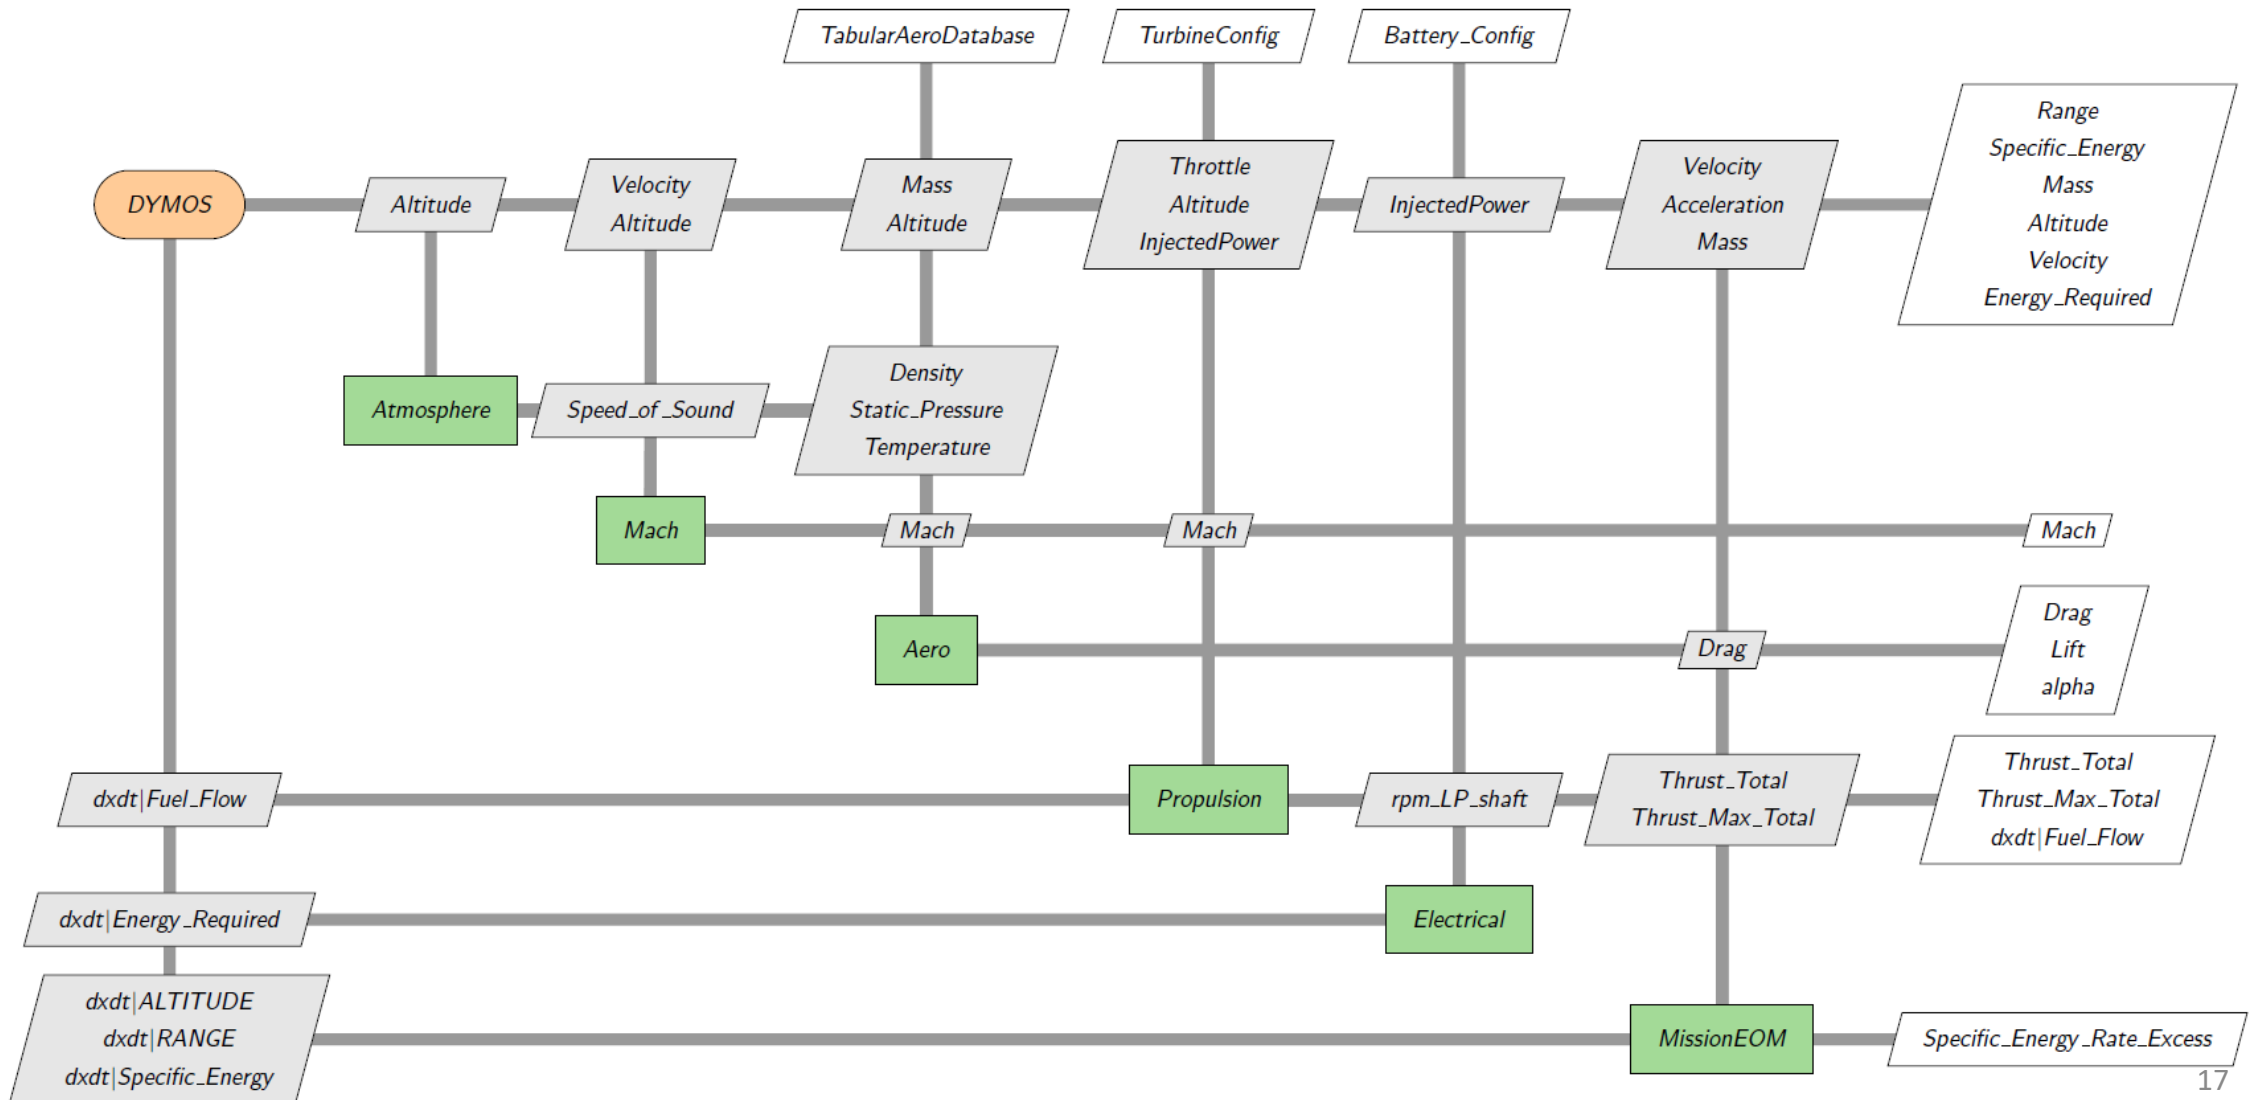 TabularAeroDatabase
TurbineConfig
Battery_Config
DYMOS
Altitude
Velocity
Altitude
Mass
Altitude
Throttle
Altitude
InjectedPower
InjectedPower
Velocity
Acceleration
Mass
Range
Specific_Energy
Mass
Altitude
Velocity
Energy_Required
Atmosphere
Speed_of_Sound
Density
Static_Pressure
Temperature
Mach
Mach
Mach
Mach
Aero
Drag
Drag
Lift
alpha
dxdt|Fuel_Flow
Propulsion
rpm_LP_shaft
Thrust_Total
Thrust_Max_Total
Thrust_Total
Thrust_Max_Total
dxdt|Fuel_Flow
dxdt|Energy_Required
Electrical
dxdt|ALTITUDE
dxdt|RANGE
dxdt|Specific_Energy
MissionEOM
Specific_Energy_Rate_Excess
17